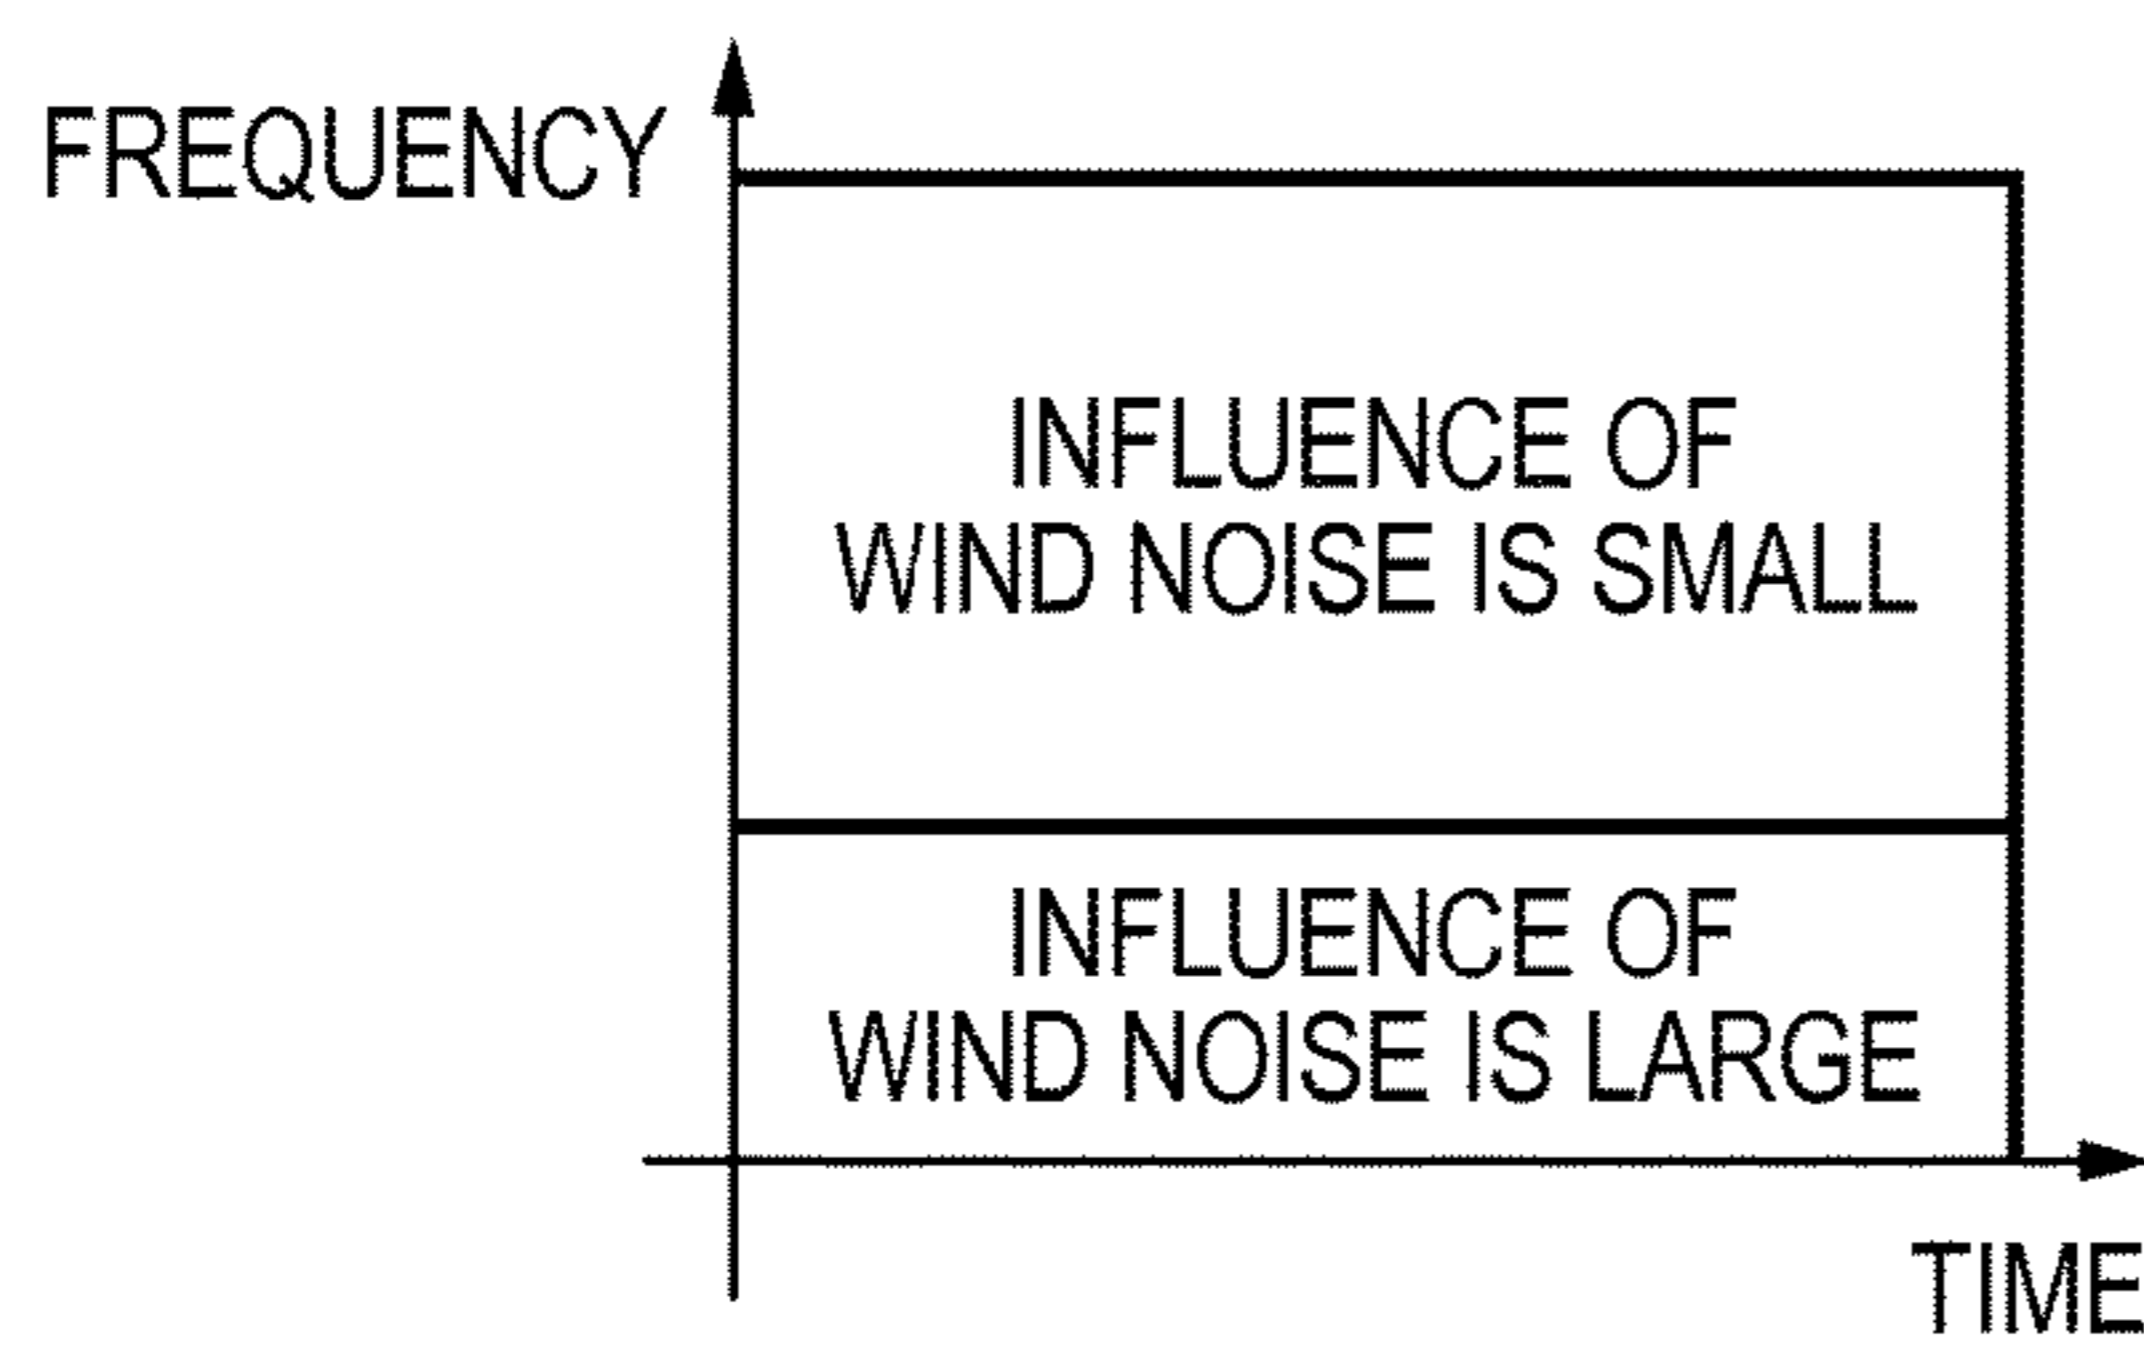 FREQUENCY
INFLUENCE OF
WIND NOISE IS SMALL
INFLUENCE OF
WIND NOISE IS LARGE
TIME